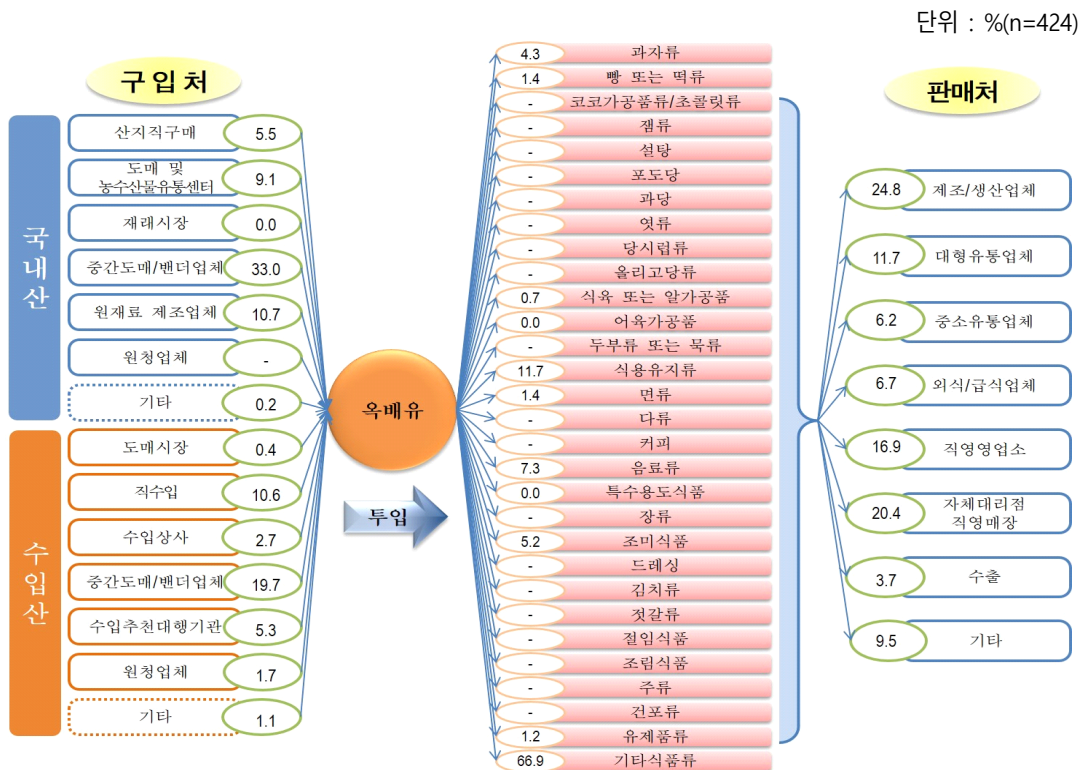 단위 : %(n=424)
구입처
국내산
산지직구매 5.5
도매 및
농수산물유통센터 9.1
재래시장 0.0
중간도매/밴더업체 33.0
원재료 제조업체 10.7
원청업체 -
기타 0.2
수입산
도매시장 0.4
직수입 10.6
수입상사 2.7
중간도매/밴더업체 19.7
수입추천대행기관 5.3
원청업체 1.7
기타 1.1
옥배유
투입
4.3 과자류
1.4 빵 또는 떡류
- 코코가공품류/초콜릿류
- 잼류
- 설탕
- 포도당
- 과당
- 엿류
- 당시럽류
- 올리고당류
0.7 식육 또는 알가공품
0.0 어육가공품
- 두부류 또는 묵류
11.7 식용유지류
1.4 면류
- 다류
- 커피
7.3 음료류
0.0 특수용도식품
- 장류
5.2 조미식품
- 드레싱
- 김치류
- 젓갈류
- 절임식품
- 조림식품
- 주류
- 건포류
1.2 유제품류
66.9 기타식품류
판매처
24.8 제조/생산업체
11.7 대형유통업체
6.2 중소유통업체
6.7 외식/급식업체
16.9 직영영업소
20.4 자체대리점
직영매장
3.7 수출
9.5 기타